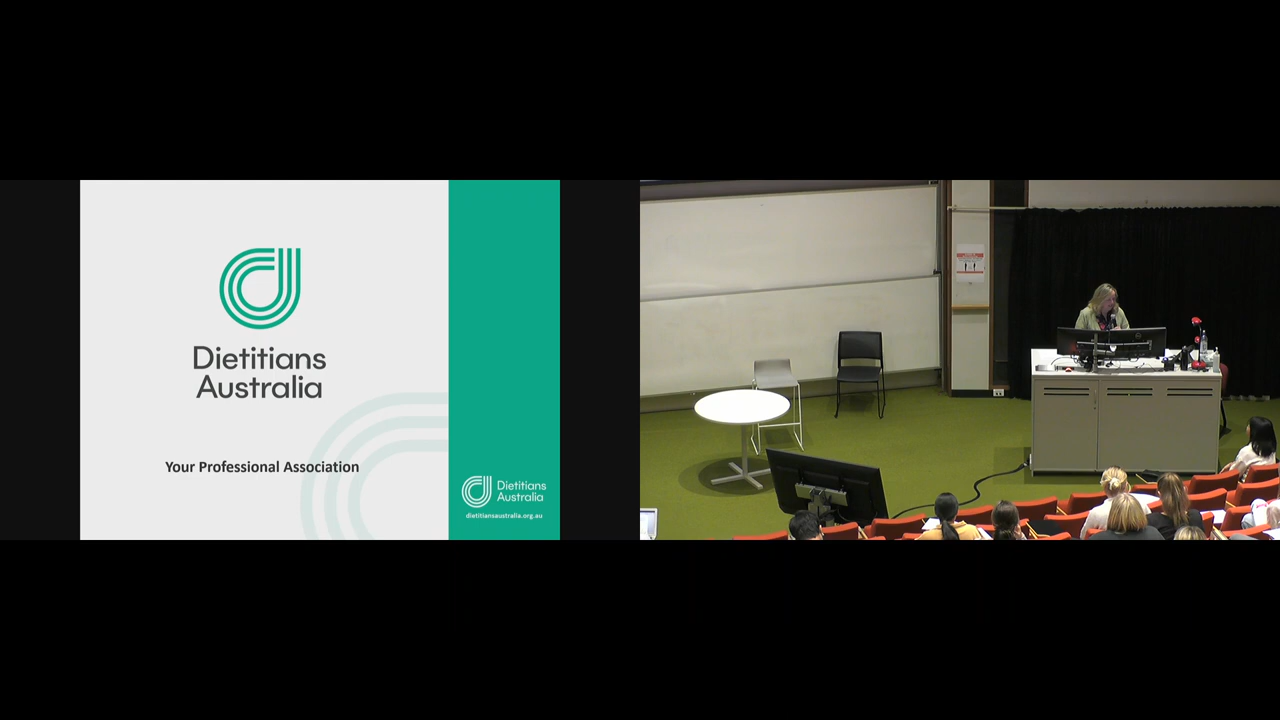 Dietitians
Australia
Your Professional Association
Dietitians
Australia
dietitiansaustralia.org.au